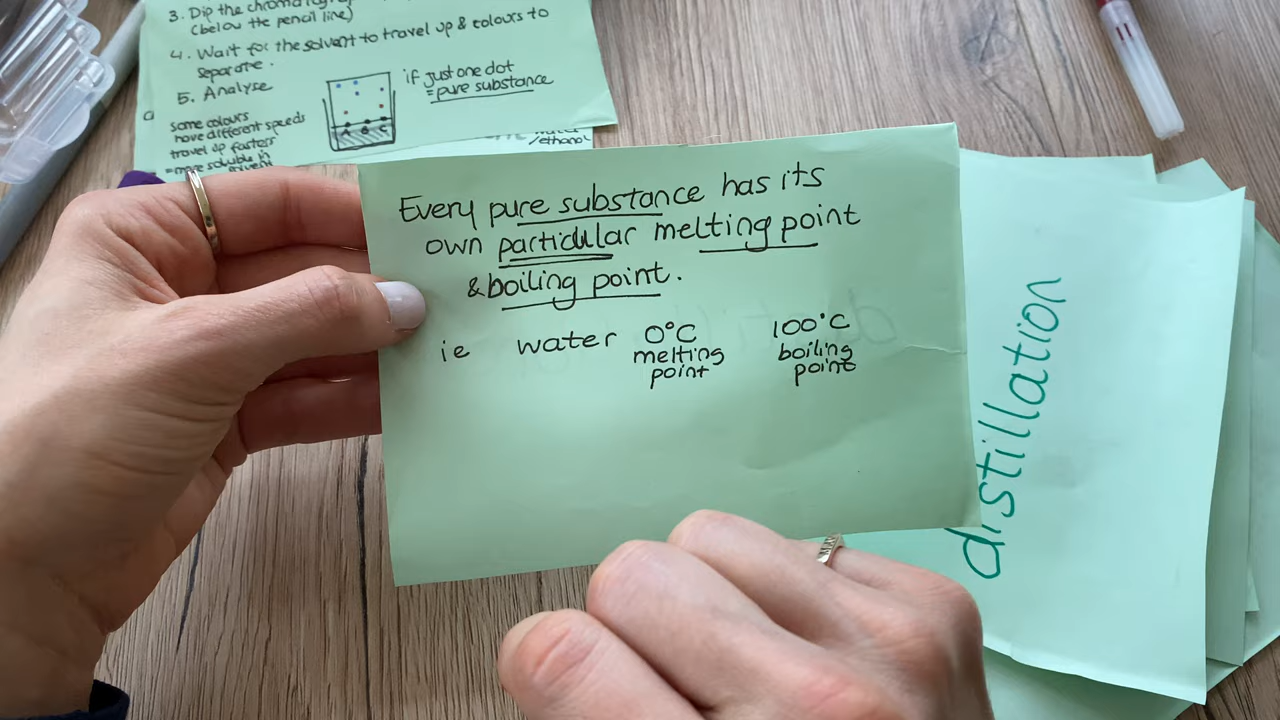 3. Dip the
(below the pencil line)
4. Wait for the solvent to travel up & colours to
separate.
5. Analyse
if just one dot
= pure substance
some colours
have different speeds
travel up faster
= more soluble in
A B C
/ethanol
Every pure substance has its
own particular melting point
& boiling point.
ie water 0°C 100°C
melting boiling
point point
distillation